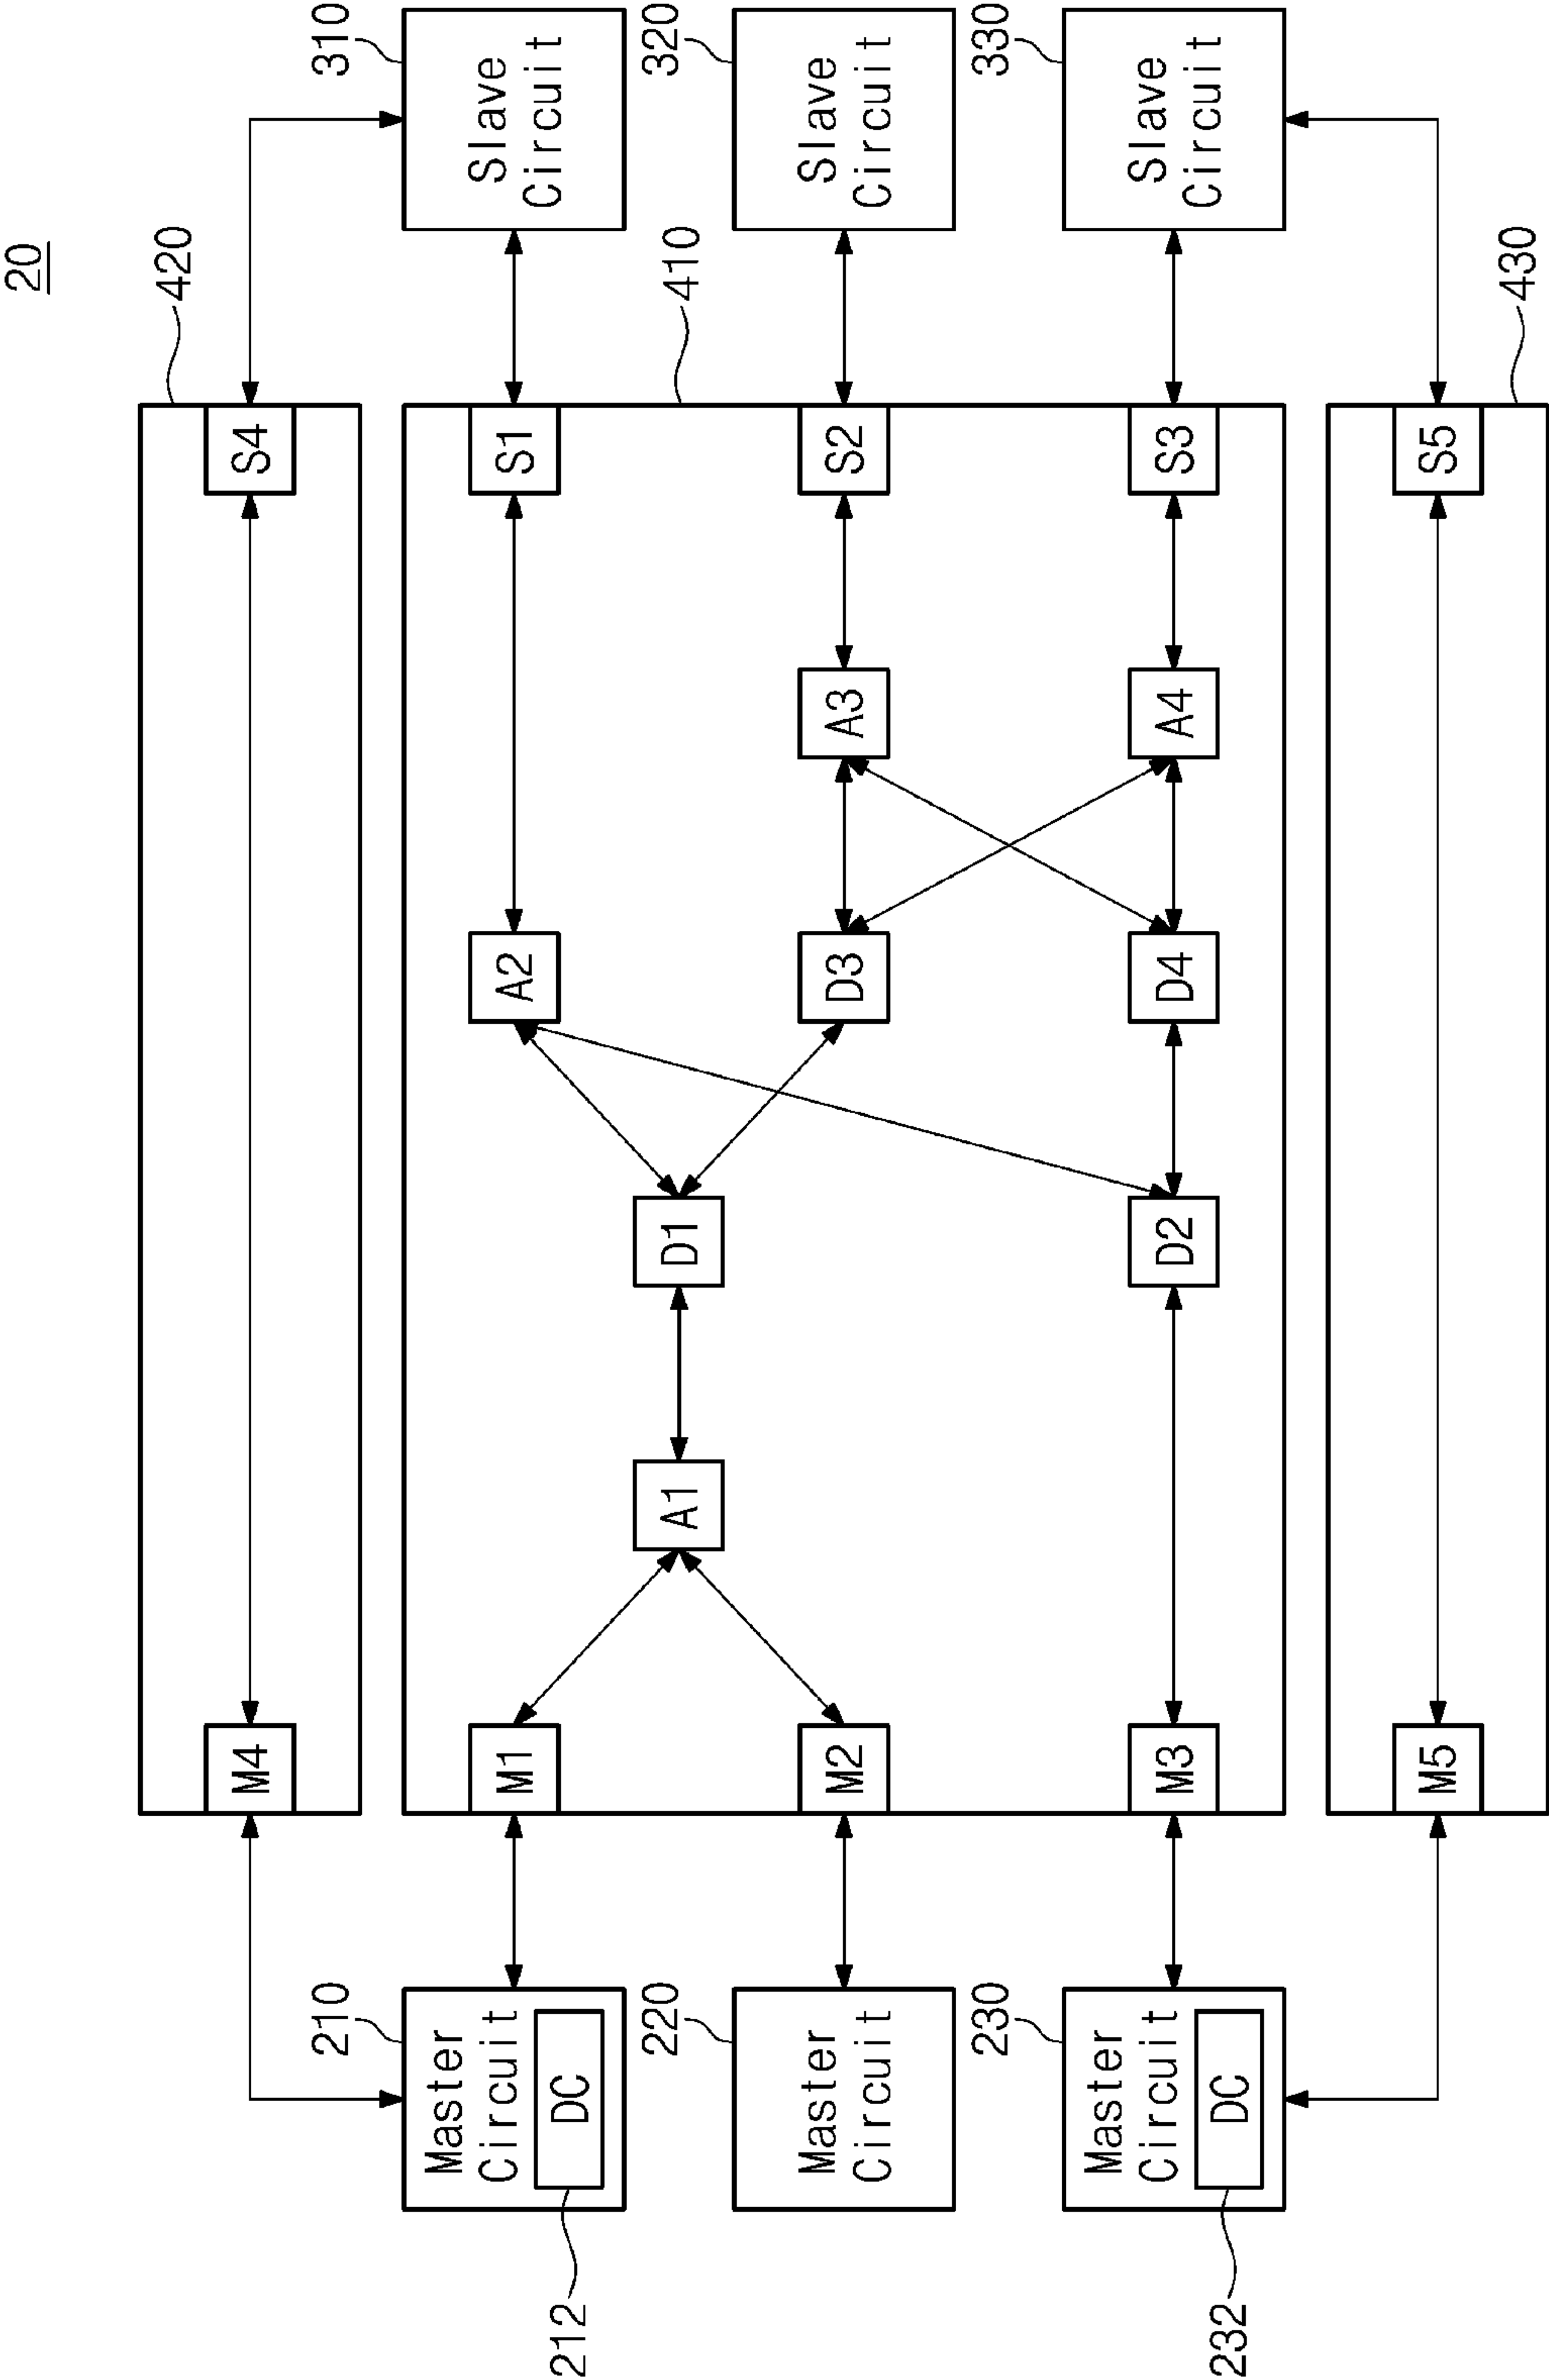 20
420
M4
S4
210
Master
Circuit
DC
212
M1
A1
D1
A2
S1
310
Slave
Circuit
410
220
Master
Circuit
M2
D3
A3
S2
320
Slave
Circuit
230
Master
Circuit
DC
232
M3
D2
D4
A4
S3
330
Slave
Circuit
M5
S5
430